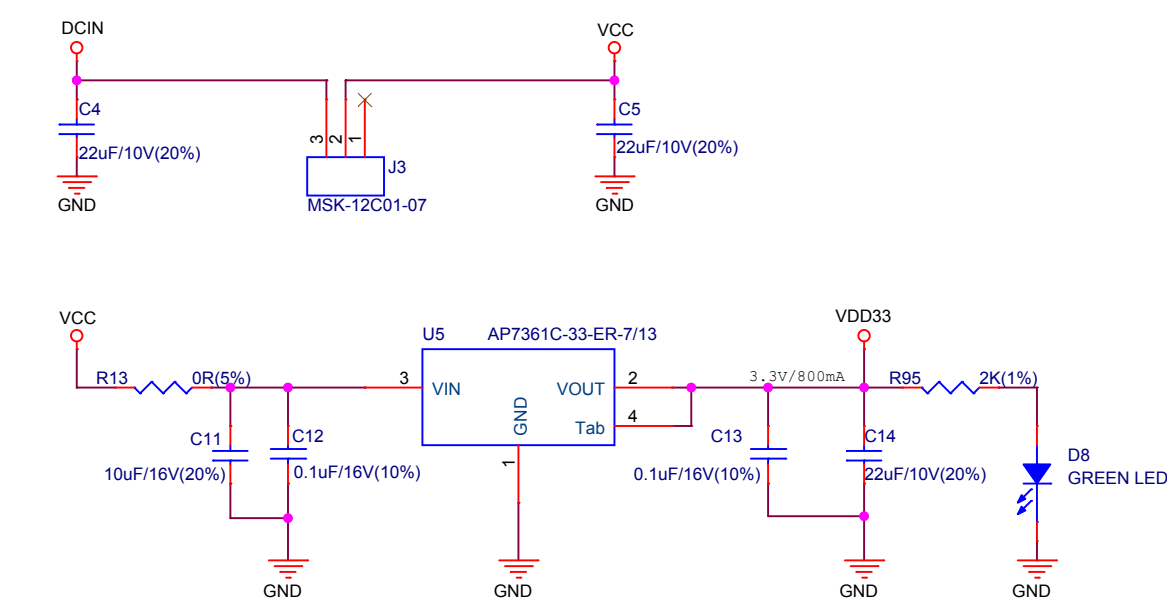 DCIN
VCC
C4
22uF/10V(20%)
GND
3
2
1
J3
MSK-12C01-07
C5
22uF/10V(20%)
GND
VCC
R13
0R(5%)
C11
10uF/16V(20%)
C12
0.1uF/16V(10%)
GND
U5
AP7361C-33-ER-7/13
3
VIN
VOUT
2
GND
Tab
4
1
GND
3.3V/800mA
VDD33
C13
0.1uF/16V(10%)
C14
22uF/10V(20%)
GND
R95
2K(1%)
D8
GREEN LED
GND